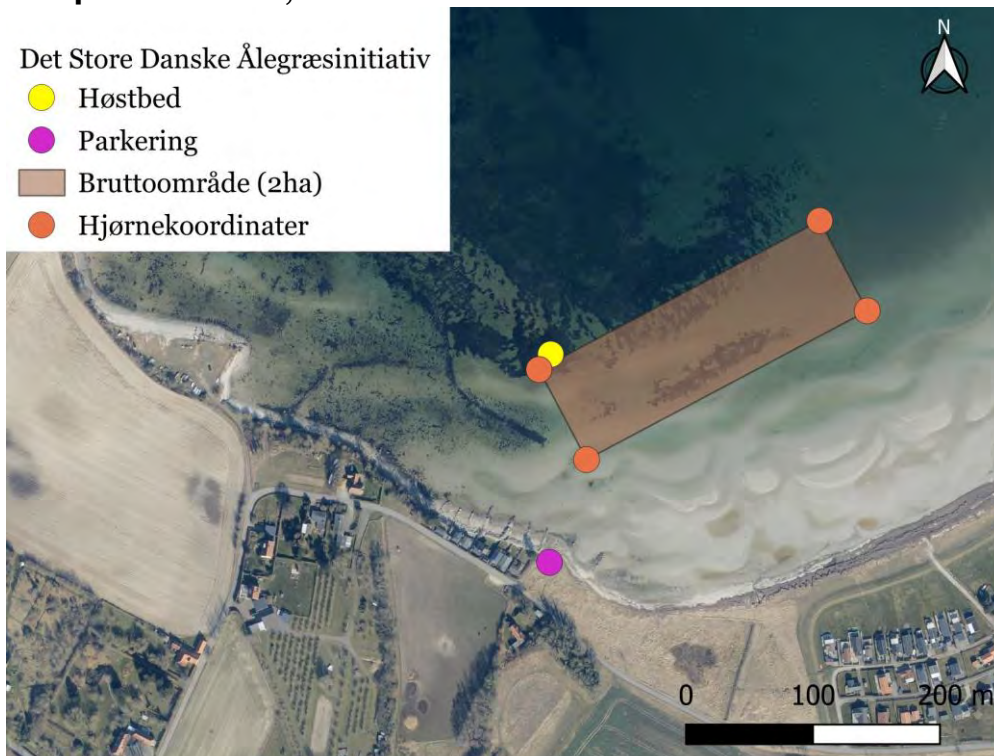 Det Store Danske Ålegræsinitiativ
Høstbed
Parkering
Bruttoområde (2ha)
Hjørnekoordinater
N
0 100 200 m